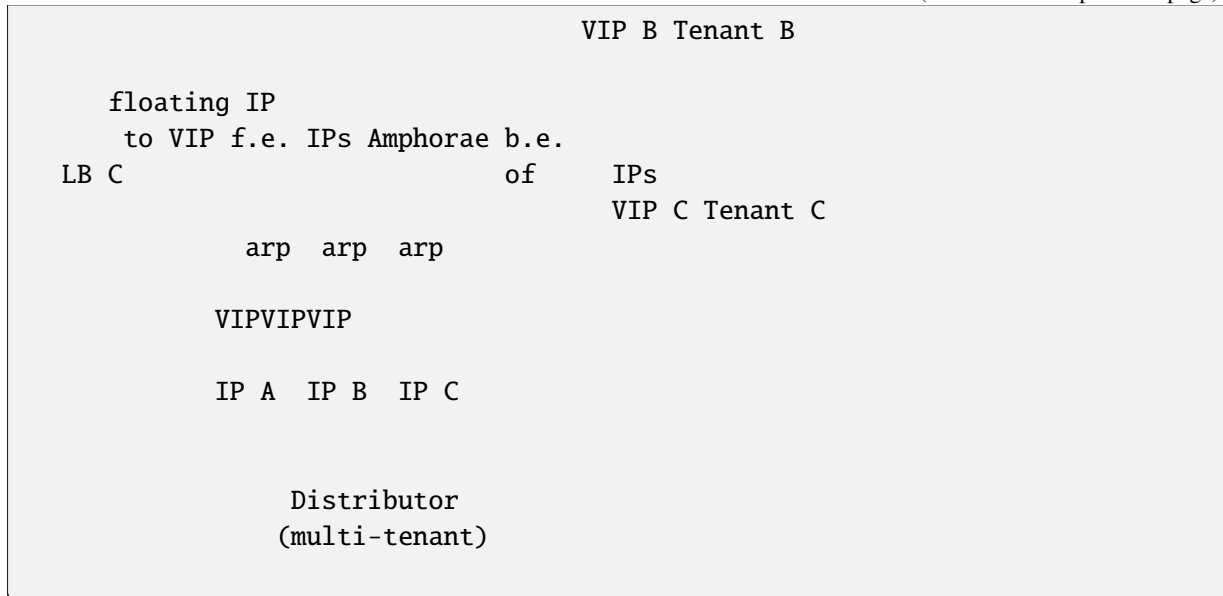 VIP B Tenant B
floating IP
to VIP f.e. IPs Amphorae b.e.
LB C of IPs
VIP C Tenant C
arp arp arp
VIPVIPVIP
IP A IP B IP C
Distributor
(multi-tenant)